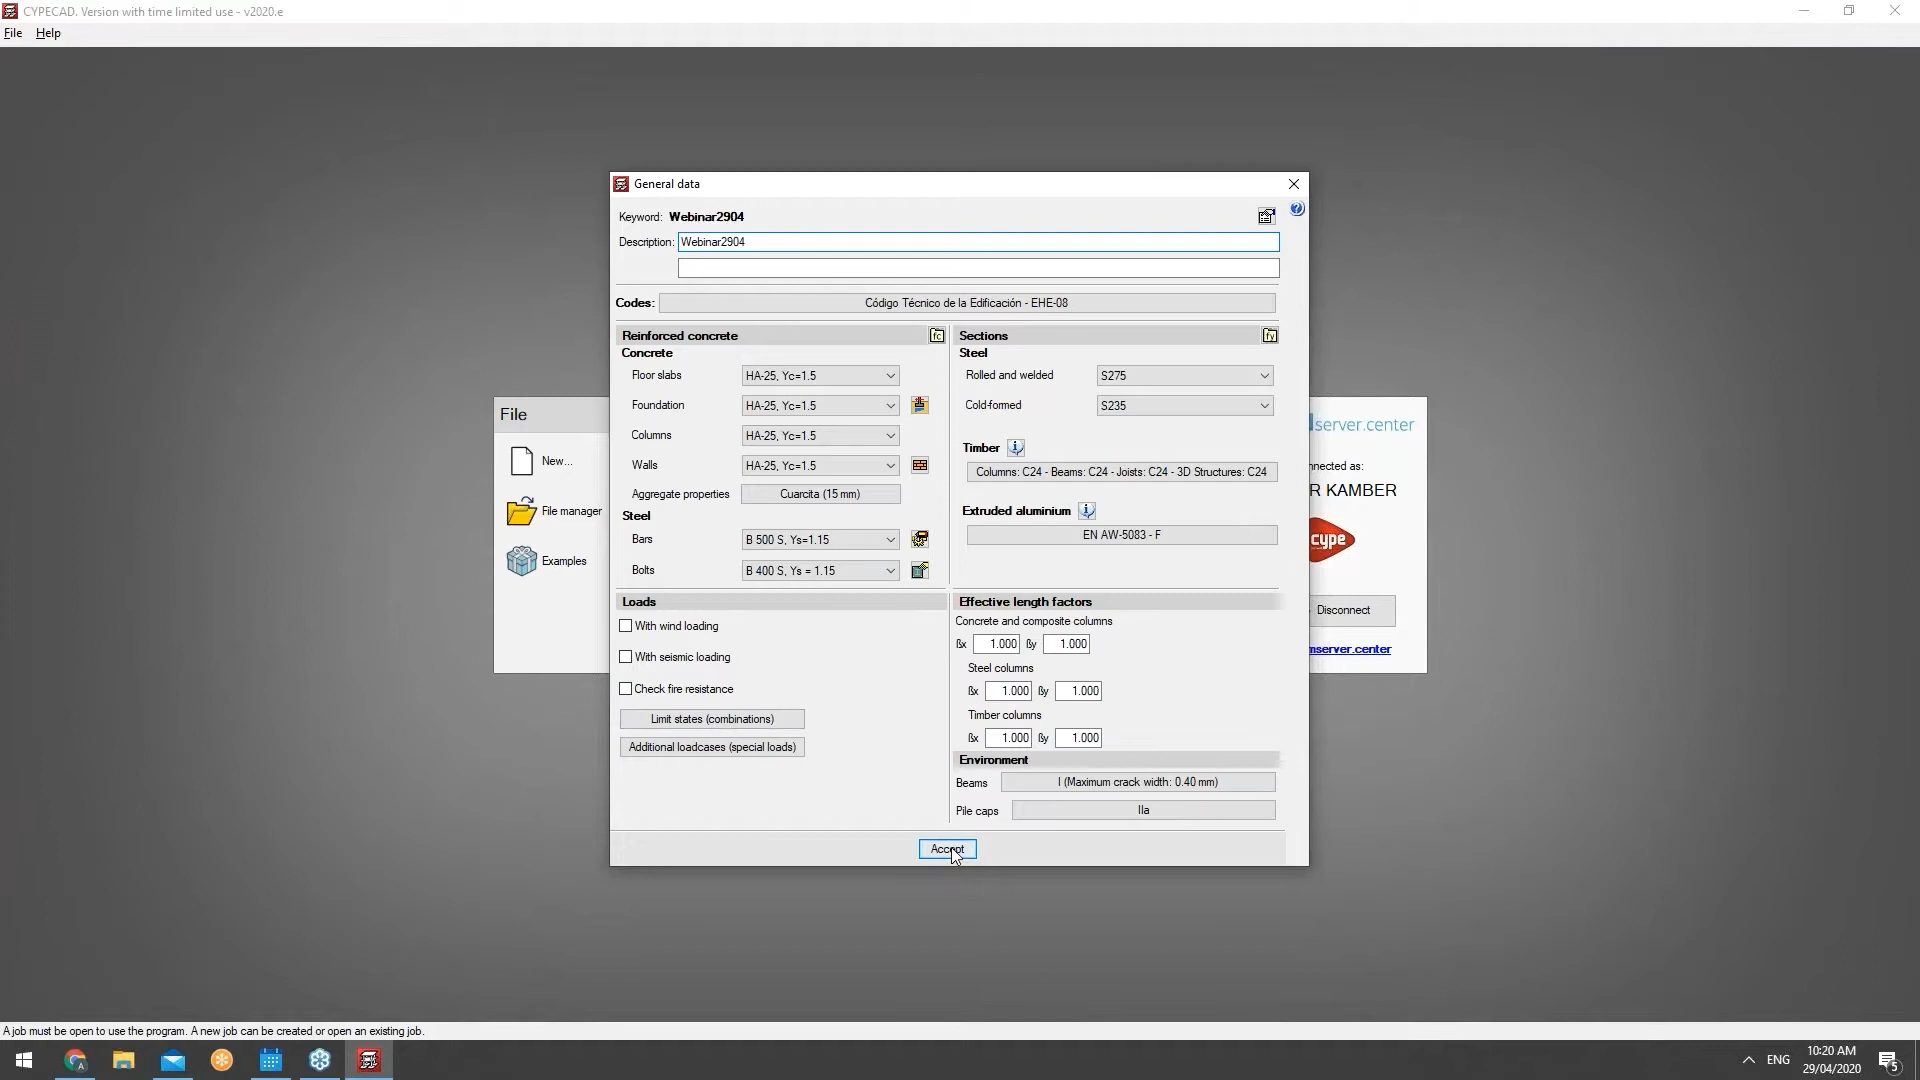 CYPECAD. Version with time limited use - v2020.e
File Help
General data
Keyword: Webinar2904
Description: Webinar2904
Codes: Código Técnico de la Edificación - EHE-08
Reinforced concrete
Concrete
Floor slabs HA-25, Yc=1.5
Foundation HA-25, Yc=1.5
Columns HA-25, Yc=1.5
Walls HA-25, Yc=1.5
Aggregate properties Cuarcita (15 mm)
Steel
Bars B 500 S, Ys=1.15
Bolts B 400 S, Ys = 1.15
Sections
Steel
Rolled and welded S275
Cold-formed S235
Timber
Columns: C24 - Beams: C24 - Joists: C24 - 3D Structures: C24
Extruded aluminium
EN AW-5083 - F
Loads
With wind loading
With seismic loading
Check fire resistance
Limit states (combinations)
Additional loadcases (special loads)
Effective length factors
Concrete and composite columns
ßx 1.000 ßy 1.000
Steel columns
ßx 1.000 ßy 1.000
Timber columns
ßx 1.000 ßy 1.000
Environment
Beams I (Maximum crack width: 0.40 mm)
Pile caps IIa
Accept
File
New...
File manager
Examples
server.center
nnected as:
R KAMBER
cype
Disconnect
mserver.center
A job must be open to use the program. A new job can be created or open an existing job.
ENG
10:20 AM
29/04/2020
5